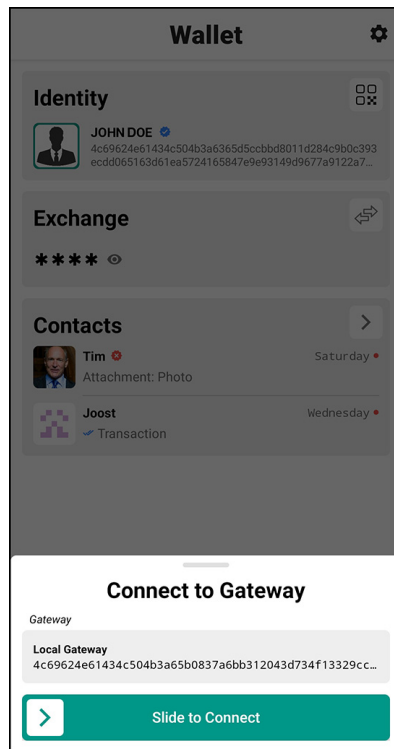 Wallet
Identity
JOHN DOE
4c69624e61434c504b3a6365d5ccbbd8011d284c9b0c393
ecdd065163d61ea5724165847e9e93149d9677a9122a7...
Exchange
****
Contacts
Tim
Saturday
Attachment: Photo
Joost
Wednesday
Transaction
Connect to Gateway
Gateway
Local Gateway
4c69624e61434c504b3a65b0837a6bb312043d734f13329cc...
Slide to Connect